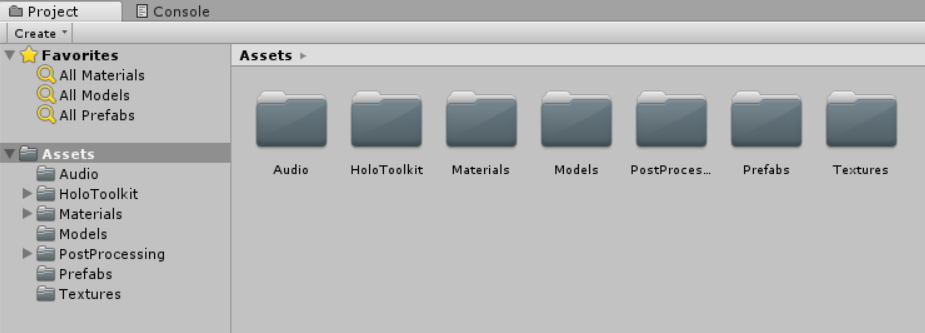 Project Console
Create
Favorites
All Materials
All Models
All Prefabs
Assets
Audio
HoloToolkit
Materials
Models
PostProcessing
Prefabs
Textures
Assets
Audio HoloToolkit Materials Models PostProces... Prefabs Textures